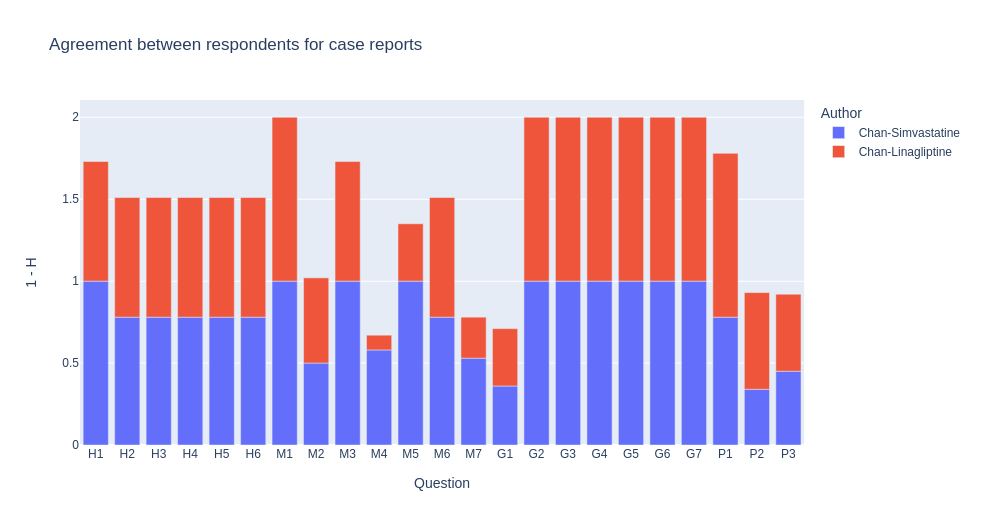 Agreement between respondents for case reports
Author
Chan-Simvastatine
Chan-Linagliptine
2
1.5
1
0.5
0
1 - H
H1 H2 H3 H4 H5 H6 M1 M2 M3 M4 M5 M6 M7 G1 G2 G3 G4 G5 G6 G7 P1 P2 P3
Question